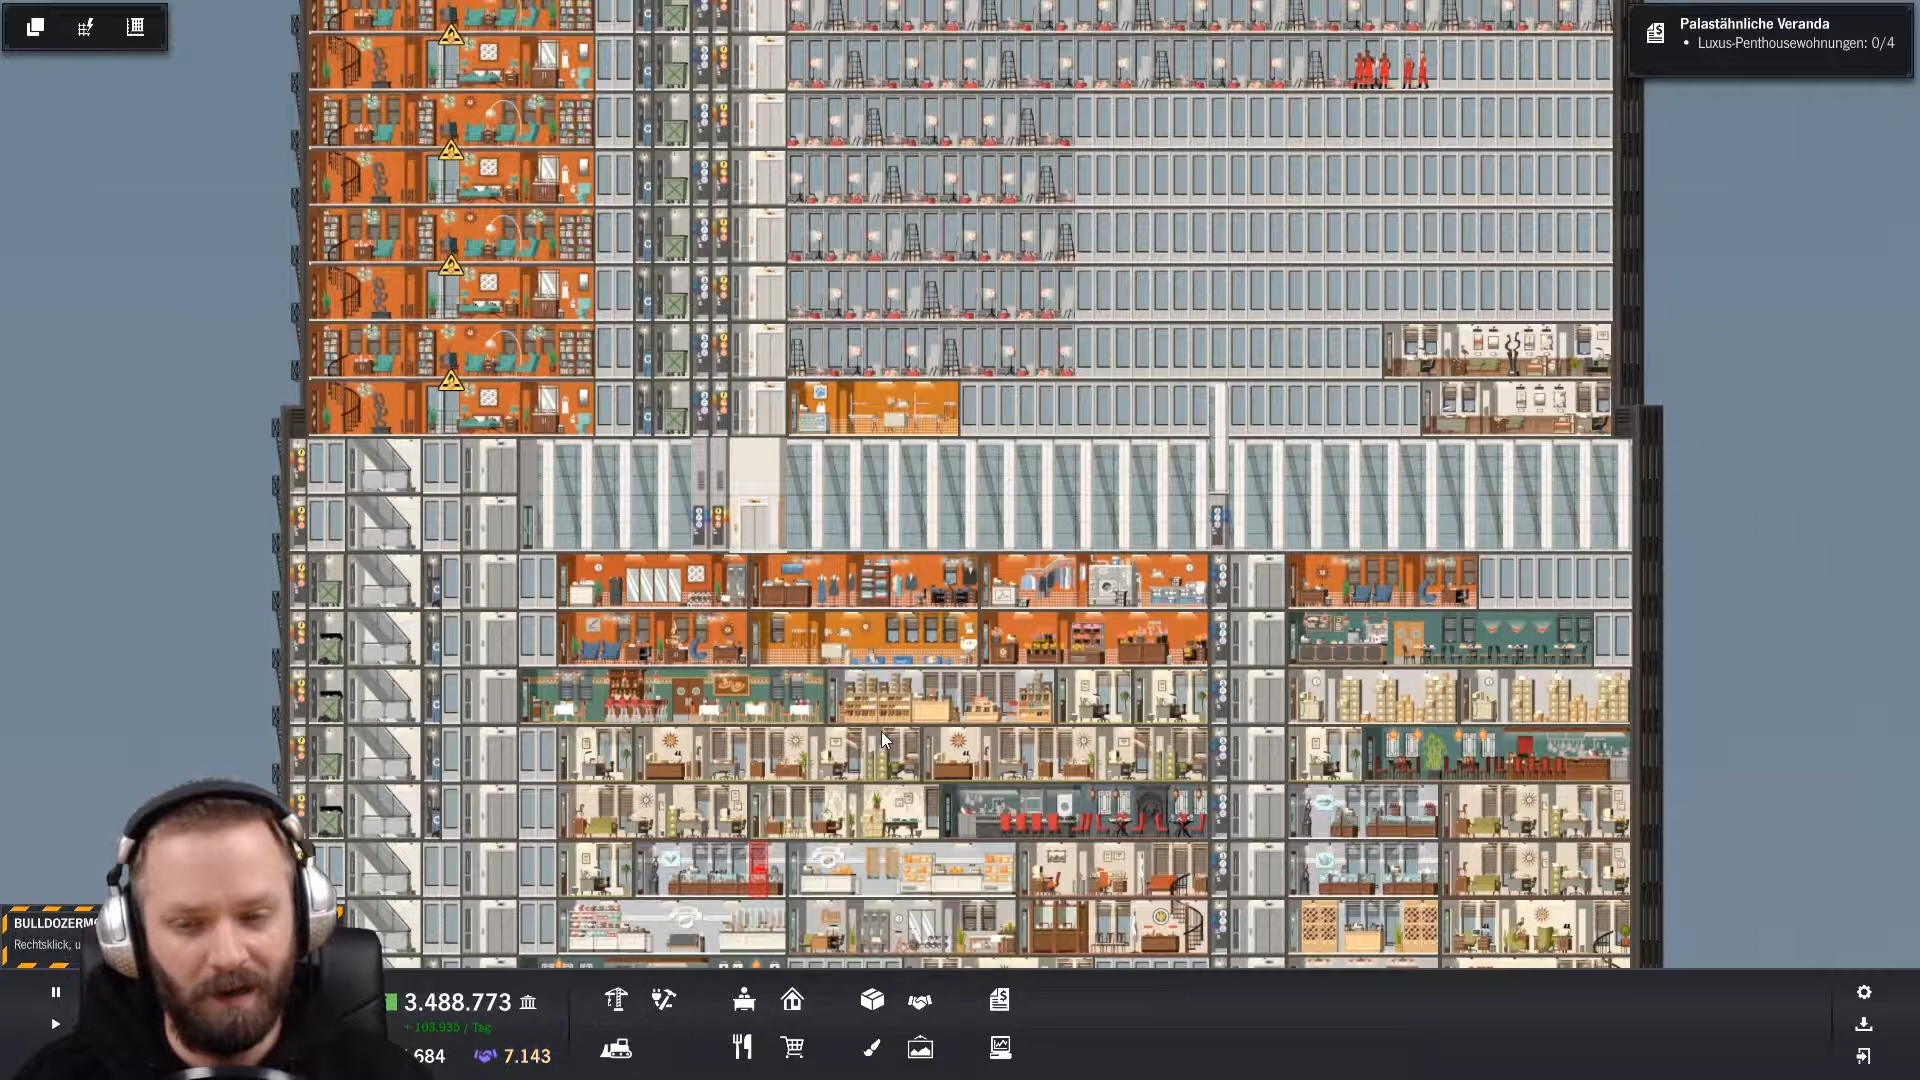 Palastähnliche Veranda
• Luxus-Penthousewohnungen: 0/4
BULLDOZERM
Rechtsklick, u
3.488.773
+ 103.935 / Tag
684
7.143